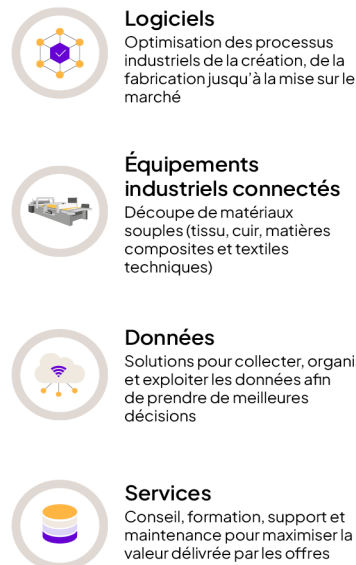 Logiciels
Optimisation des processus
industriels de la création, de la
fabrication jusqu'à la mise sur le
marché
Équipements
industriels connectés
Découpe de matériaux
souples (tissu, cuir, matières
composites et textiles
techniques)
Données
Solutions pour collecter, organi
et exploiter les données afin
de prendre de meilleures
décisions
Services
Conseil, formation, support et
maintenance pour maximiser la
valeur délivrée par les offres